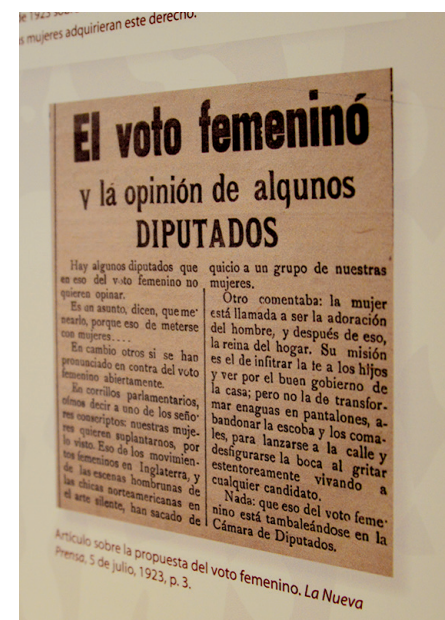 de 1923 sobre
as mujeres adquirieran este derecho.
El voto femeninó
y la opinión de algunos
DIPUTADOS
Hay algunos diputados que
en eso del voto femenino no
quieren opinar.
Es un asunto, dicen, que me-
nearlo, porque eso de meterse
con mujeres....
En cambio otros si se han
pronunciado en contra del voto
femenino abiertamente.
En corrillos parlamentarios,
oímos decir a uno de los seño-
res conscriptos: nuestras muje-
res quieren suplantarnos, por
lo visto. Eso de los movimien-
tos femeninos en Inglaterra, y
de las escenas hombrunas de
las chicas norteamericanas en
el arte silente, han sacado de
quicio a un grupo de nuestras
mujeres.
Otro comentaba: la mujer
está llamada a ser la adoración
del hombre, y después de eso,
la reina del hogar. Su misión
es el de infitrar la te a los hijos
y ver por el buen gobierno de
la casa; pero no la de transfor-
mar enaguas en pantalones, a-
bandonar la escoba y los coma-
les, para lanzarse a la calle y
desfigurarse la boca al gritar
estentoreamente vivando a
cualquier candidato.
Nada: que eso del voto feme-
nino está tambaleándose en la
Cámara de Diputados.
Artículo sobre la propuesta del voto femenino. La Nueva
Prensa, 5 de julio, 1923, p. 3.